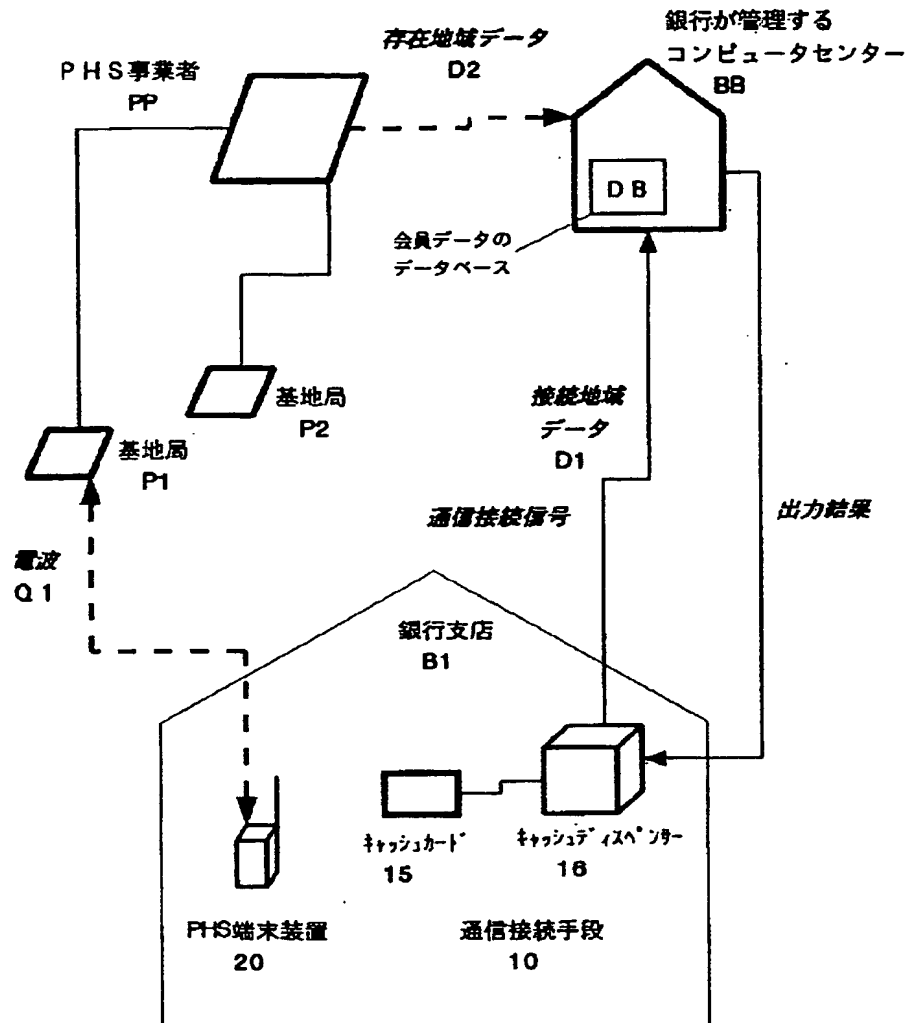 銀行が管理する
コンピュータセンター
BB
存在地域データ
D2
PHS事業者
PP
DB
会員データの
データベース
基地局
P2
基地局
P1
接続地域
データ
D1
通信接続信号
出力結果
電波
Q1
銀行支店
B1
キャッシュカード
15
キャッシュディスペンサー
16
PHS端末装置
20
通信接続手段
10